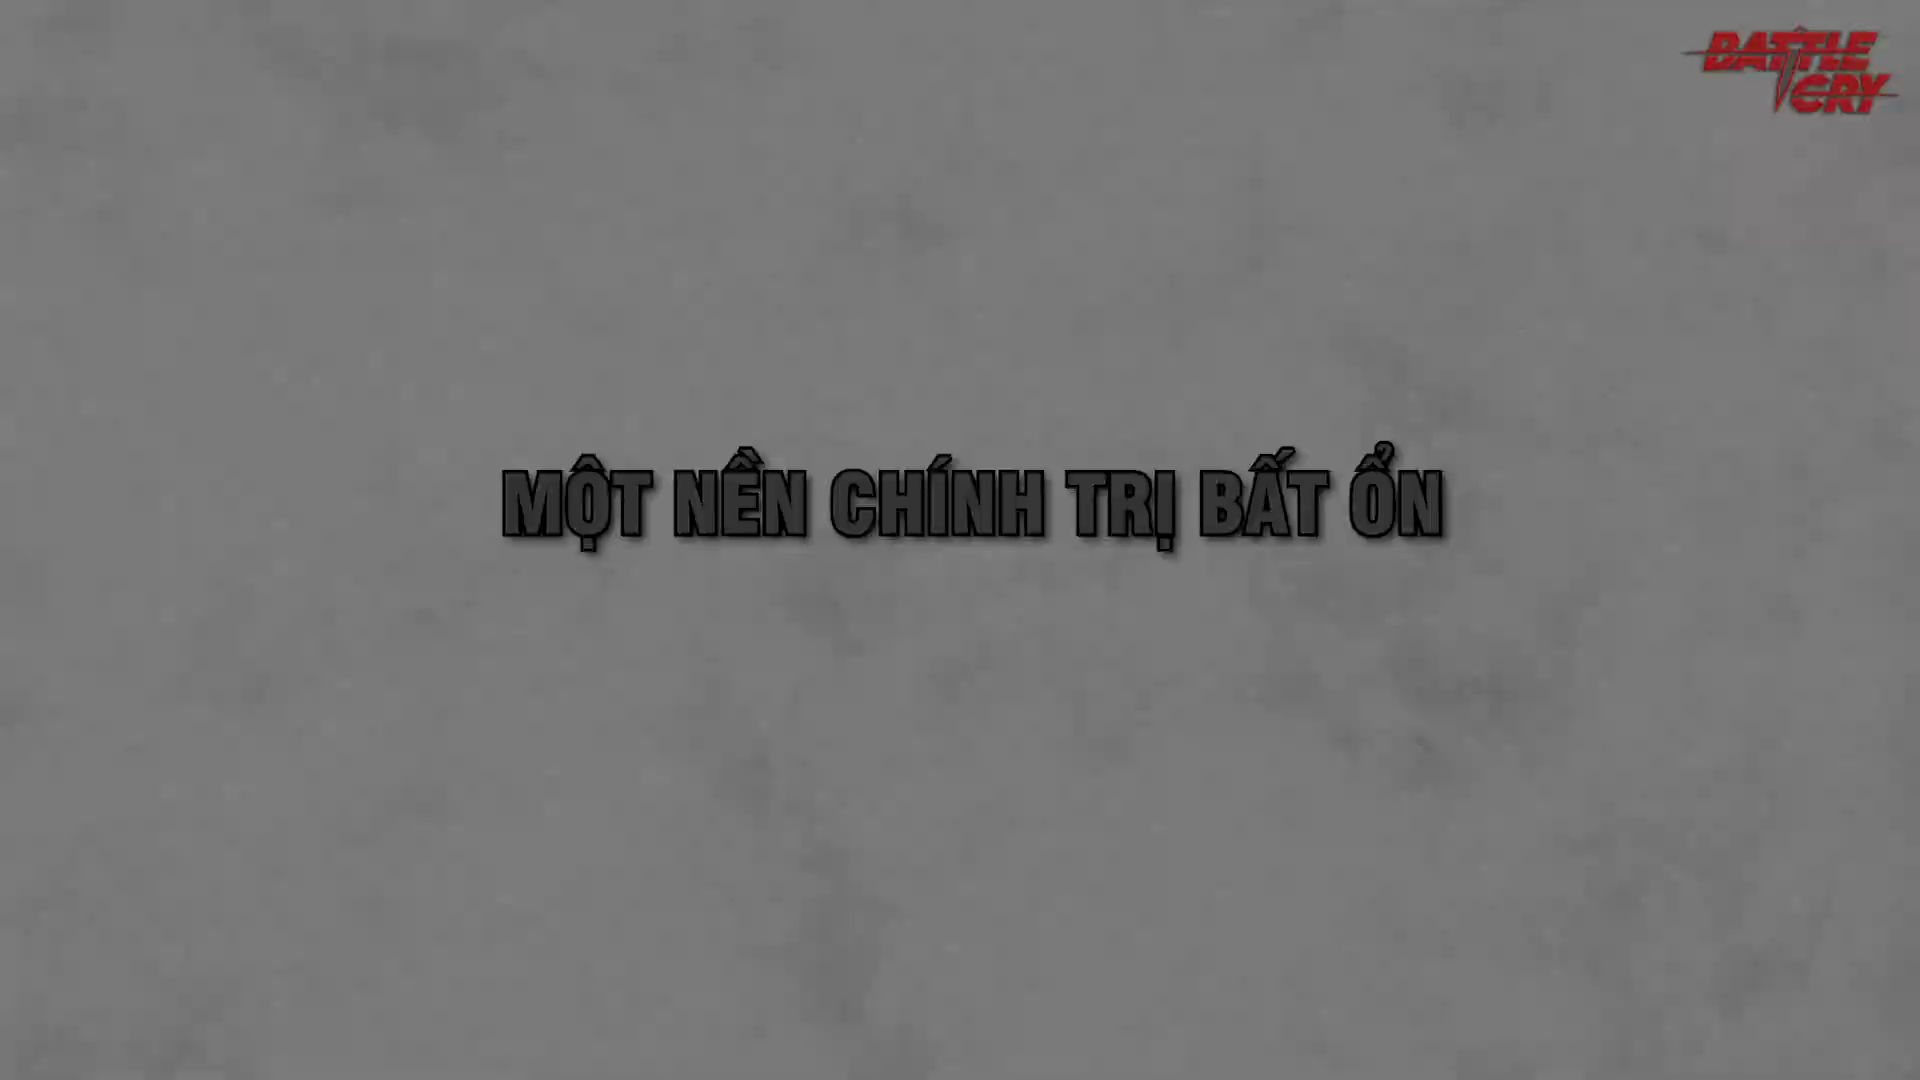 BATTLE
CRY
MỘT NỀN CHÍNH TRỊ BẤT ỔN